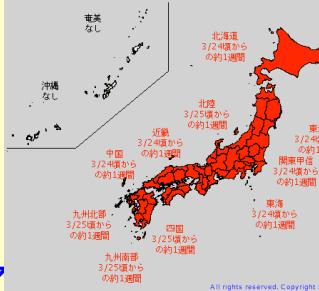 奄美
なし
沖縄
なし
北海道
3/24頃から
の約1週間
北陸
3/25頃から
の約1週間
東
3/24
の約1
近畿
3/24頃から
の約1週間
中国
3/24頃から
の約1週間
関東甲信
3/24頃から
の約1週間
東海
3/24頃から
の約1週間
九州北部
3/25頃から
の約1週間
四国
3/25頃から
の約1週間
九州南部
3/25頃から
の約1週間
All rights reserved. Copyright